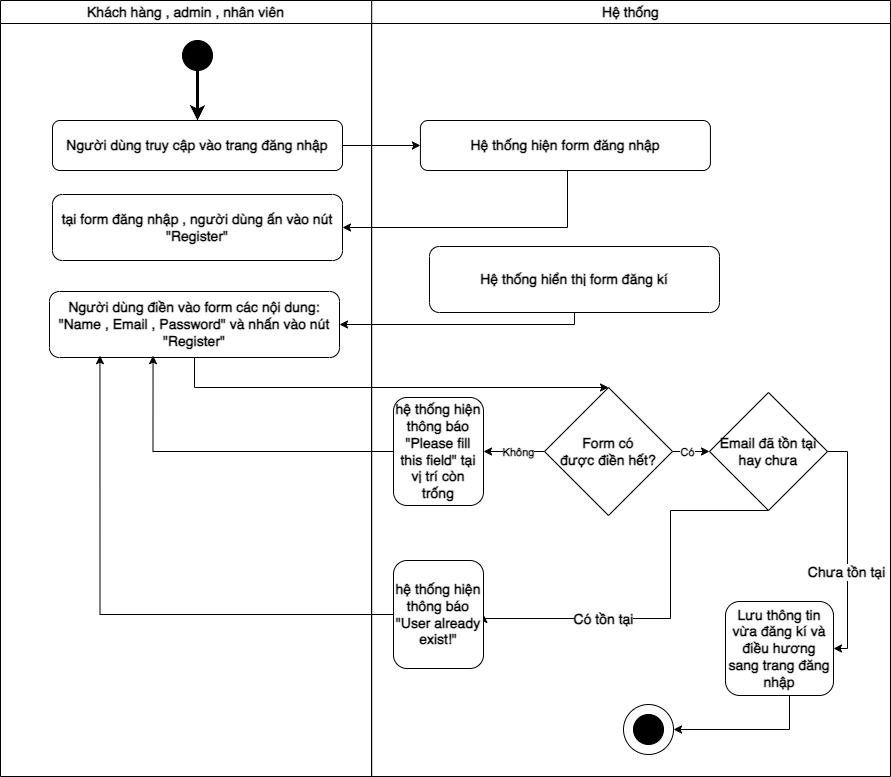 Khách hàng , admin , nhân viên
Hệ thống
Người dùng truy cập vào trang đăng nhập
Hệ thống hiện form đăng nhập
tại form đăng nhập , người dùng ấn vào nút
"Register"
Hệ thống hiển thị form đăng kí
Người dùng điền vào form các nội dung:
"Name , Email , Password" và nhấn vào nút
"Register"
hệ thống hiện
thông báo
"Please fill
this field" tại
vị trí còn
trống
Không
Form có
được điền hết?
Có
Email đã tồn tại
hay chưa
Chưa tồn tại
hệ thống hiện
thông báo
"User already
exist!"
Có tồn tại
Lưu thông tin
vừa đăng kí và
điều hương
sang trang đăng
nhập